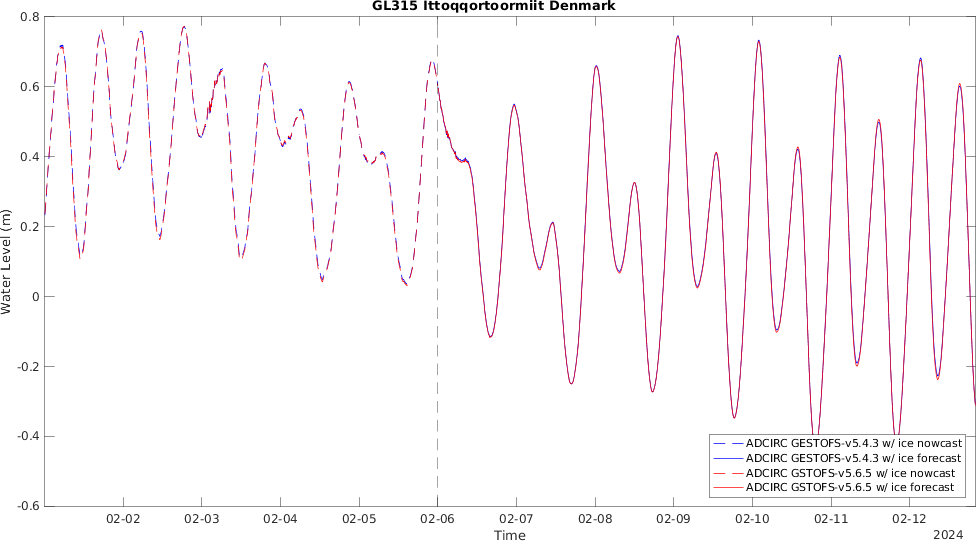 GL315 Ittoqqortoormiit Denmark
0.8
0.6
0.4
0.2
0
-0.2
-0.4
-0.6
Water Level (m)
ADCIRC GESTOFS-v5.4.3 w/ ice nowcast
ADCIRC GESTOFS-v5.4.3 w/ ice forecast
ADCIRC GSTOFS-v5.6.5 w/ ice nowcast
ADCIRC GSTOFS-v5.6.5 w/ ice forecast
02-02 02-03 02-04 02-05 02-06 02-07 02-08 02-09 02-10 02-11 02-12
Time
2024